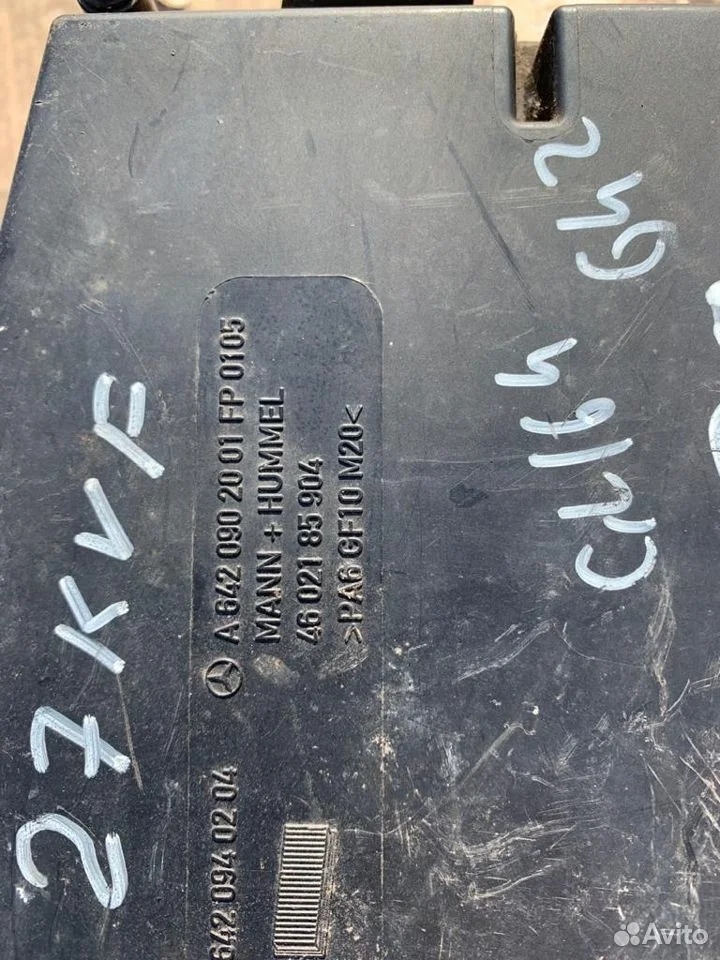 A 642 090 20 01 FP 0105
MANN + HUMMEL
46 021 85 904
>PA6 GF10 M20<
642 094 02 04
27KVF
642
Avito